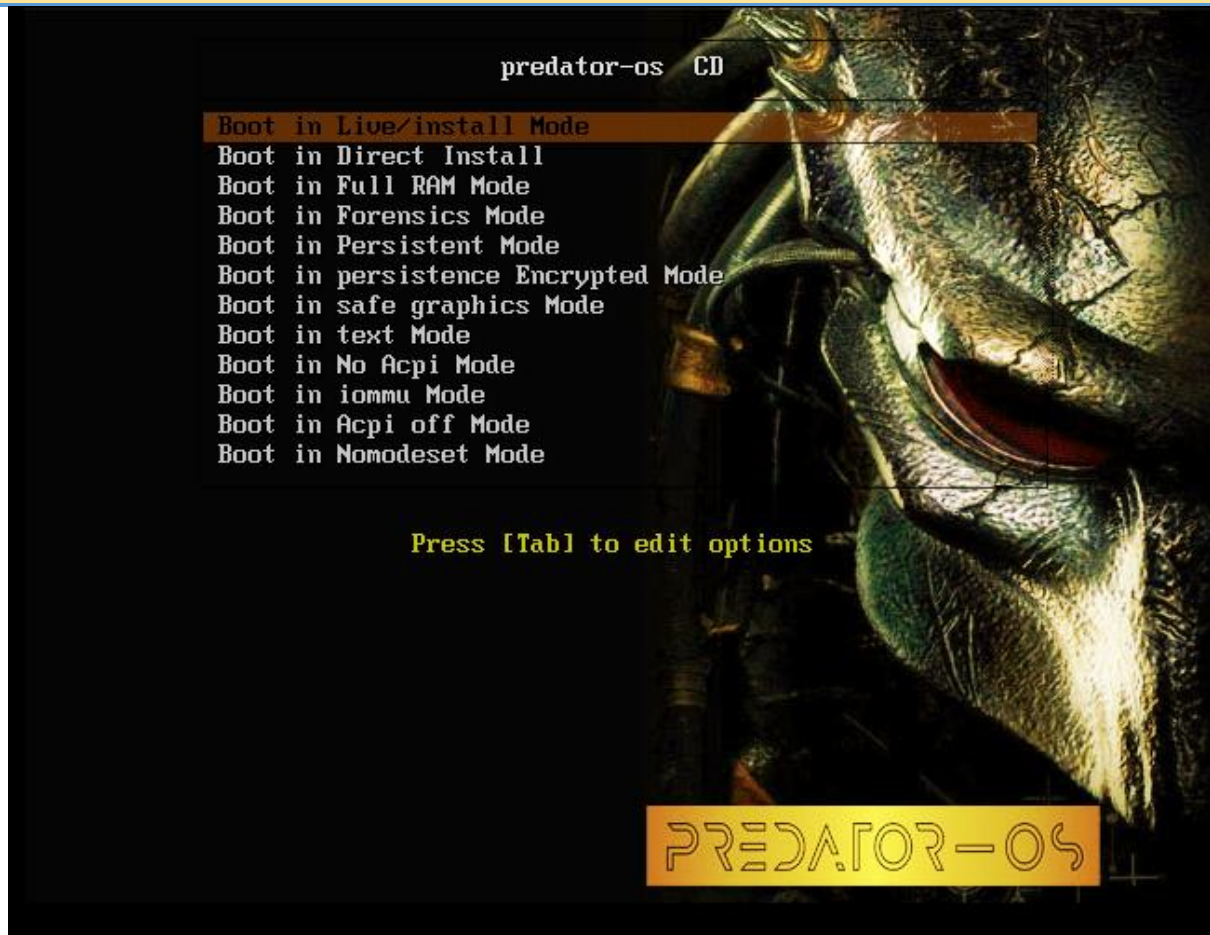 predator-os CD
Boot in Live/install Mode
Boot in Direct Install
Boot in Full RAM Mode
Boot in Forensics Mode
Boot in Persistent Mode
Boot in persistence Encrypted Mode
Boot in safe graphics Mode
Boot in text Mode
Boot in No Acpi Mode
Boot in iommu Mode
Boot in Acpi off Mode
Boot in Nomodeset Mode
Press [Tab] to edit options
PREDATOR-OS